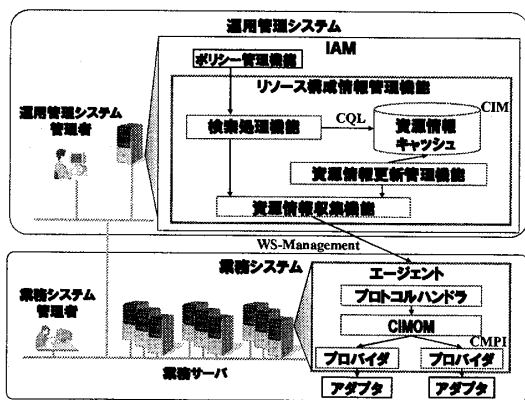 運用管理システム
IAM
ポリシー管理機能
リソース構成情報管理機能
運用管理システム
管理者
検索処理機能
CQL
CIM
資源情報
キャッシュ
資源情報更新管理機能
資源情報収集機能
WS-Management
業務システム
業務システム
管理者
業務サーバ
エージェント
プロトコルハンドラ
CIMOM
CMPI
プロバイダ
プロバイダ
アダプタ
アダプタ